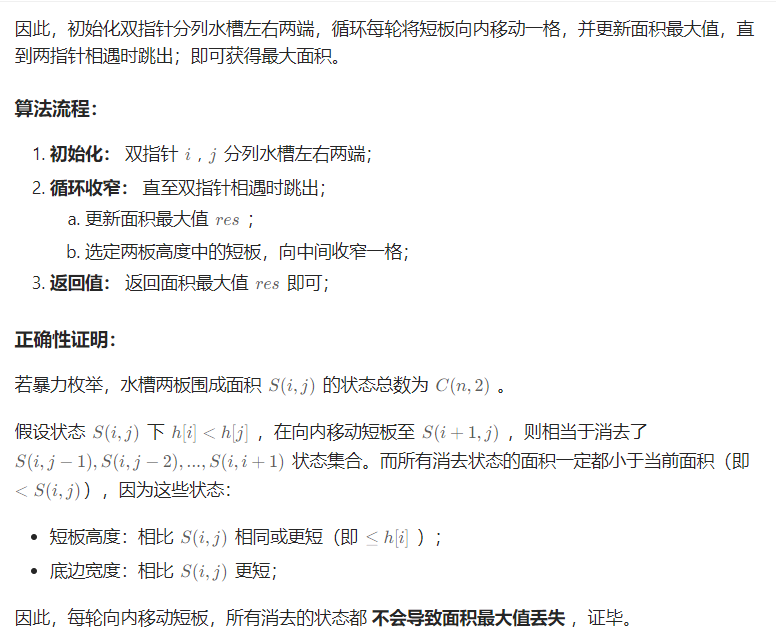 因此，初始化双指针分列水槽左右两端，循环每轮将短板向内移动一格，并更新面积最大值，直
到两指针相遇时跳出；即可获得最大面积。
算法流程：
1. 初始化： 双指针 i , j 分列水槽左右两端；
2. 循环收窄： 直至双指针相遇时跳出；
a. 更新面积最大值 res ；
b. 选定两板高度中的短板，向中间收窄一格；
3. 返回值： 返回面积最大值 res 即可；
正确性证明：
若暴力枚举，水槽两板围成面积 S(i, j) 的状态总数为 C(n, 2) 。
假设状态 S(i, j) 下 h[i] < h[j] ，在向内移动短板至 S(i + 1, j) ，则相当于消去了
S(i, j − 1), S(i, j − 2), ..., S(i, i + 1) 状态集合。而所有消去状态的面积一定都小于当前面积（即
< S(i, j)），因为这些状态：
• 短板高度：相比 S(i, j) 相同或更短（即 ≤ h[i] ）；
• 底边宽度：相比 S(i, j) 更短；
因此，每轮向内移动短板，所有消去的状态都 不会导致面积最大值丢失 ，证毕。